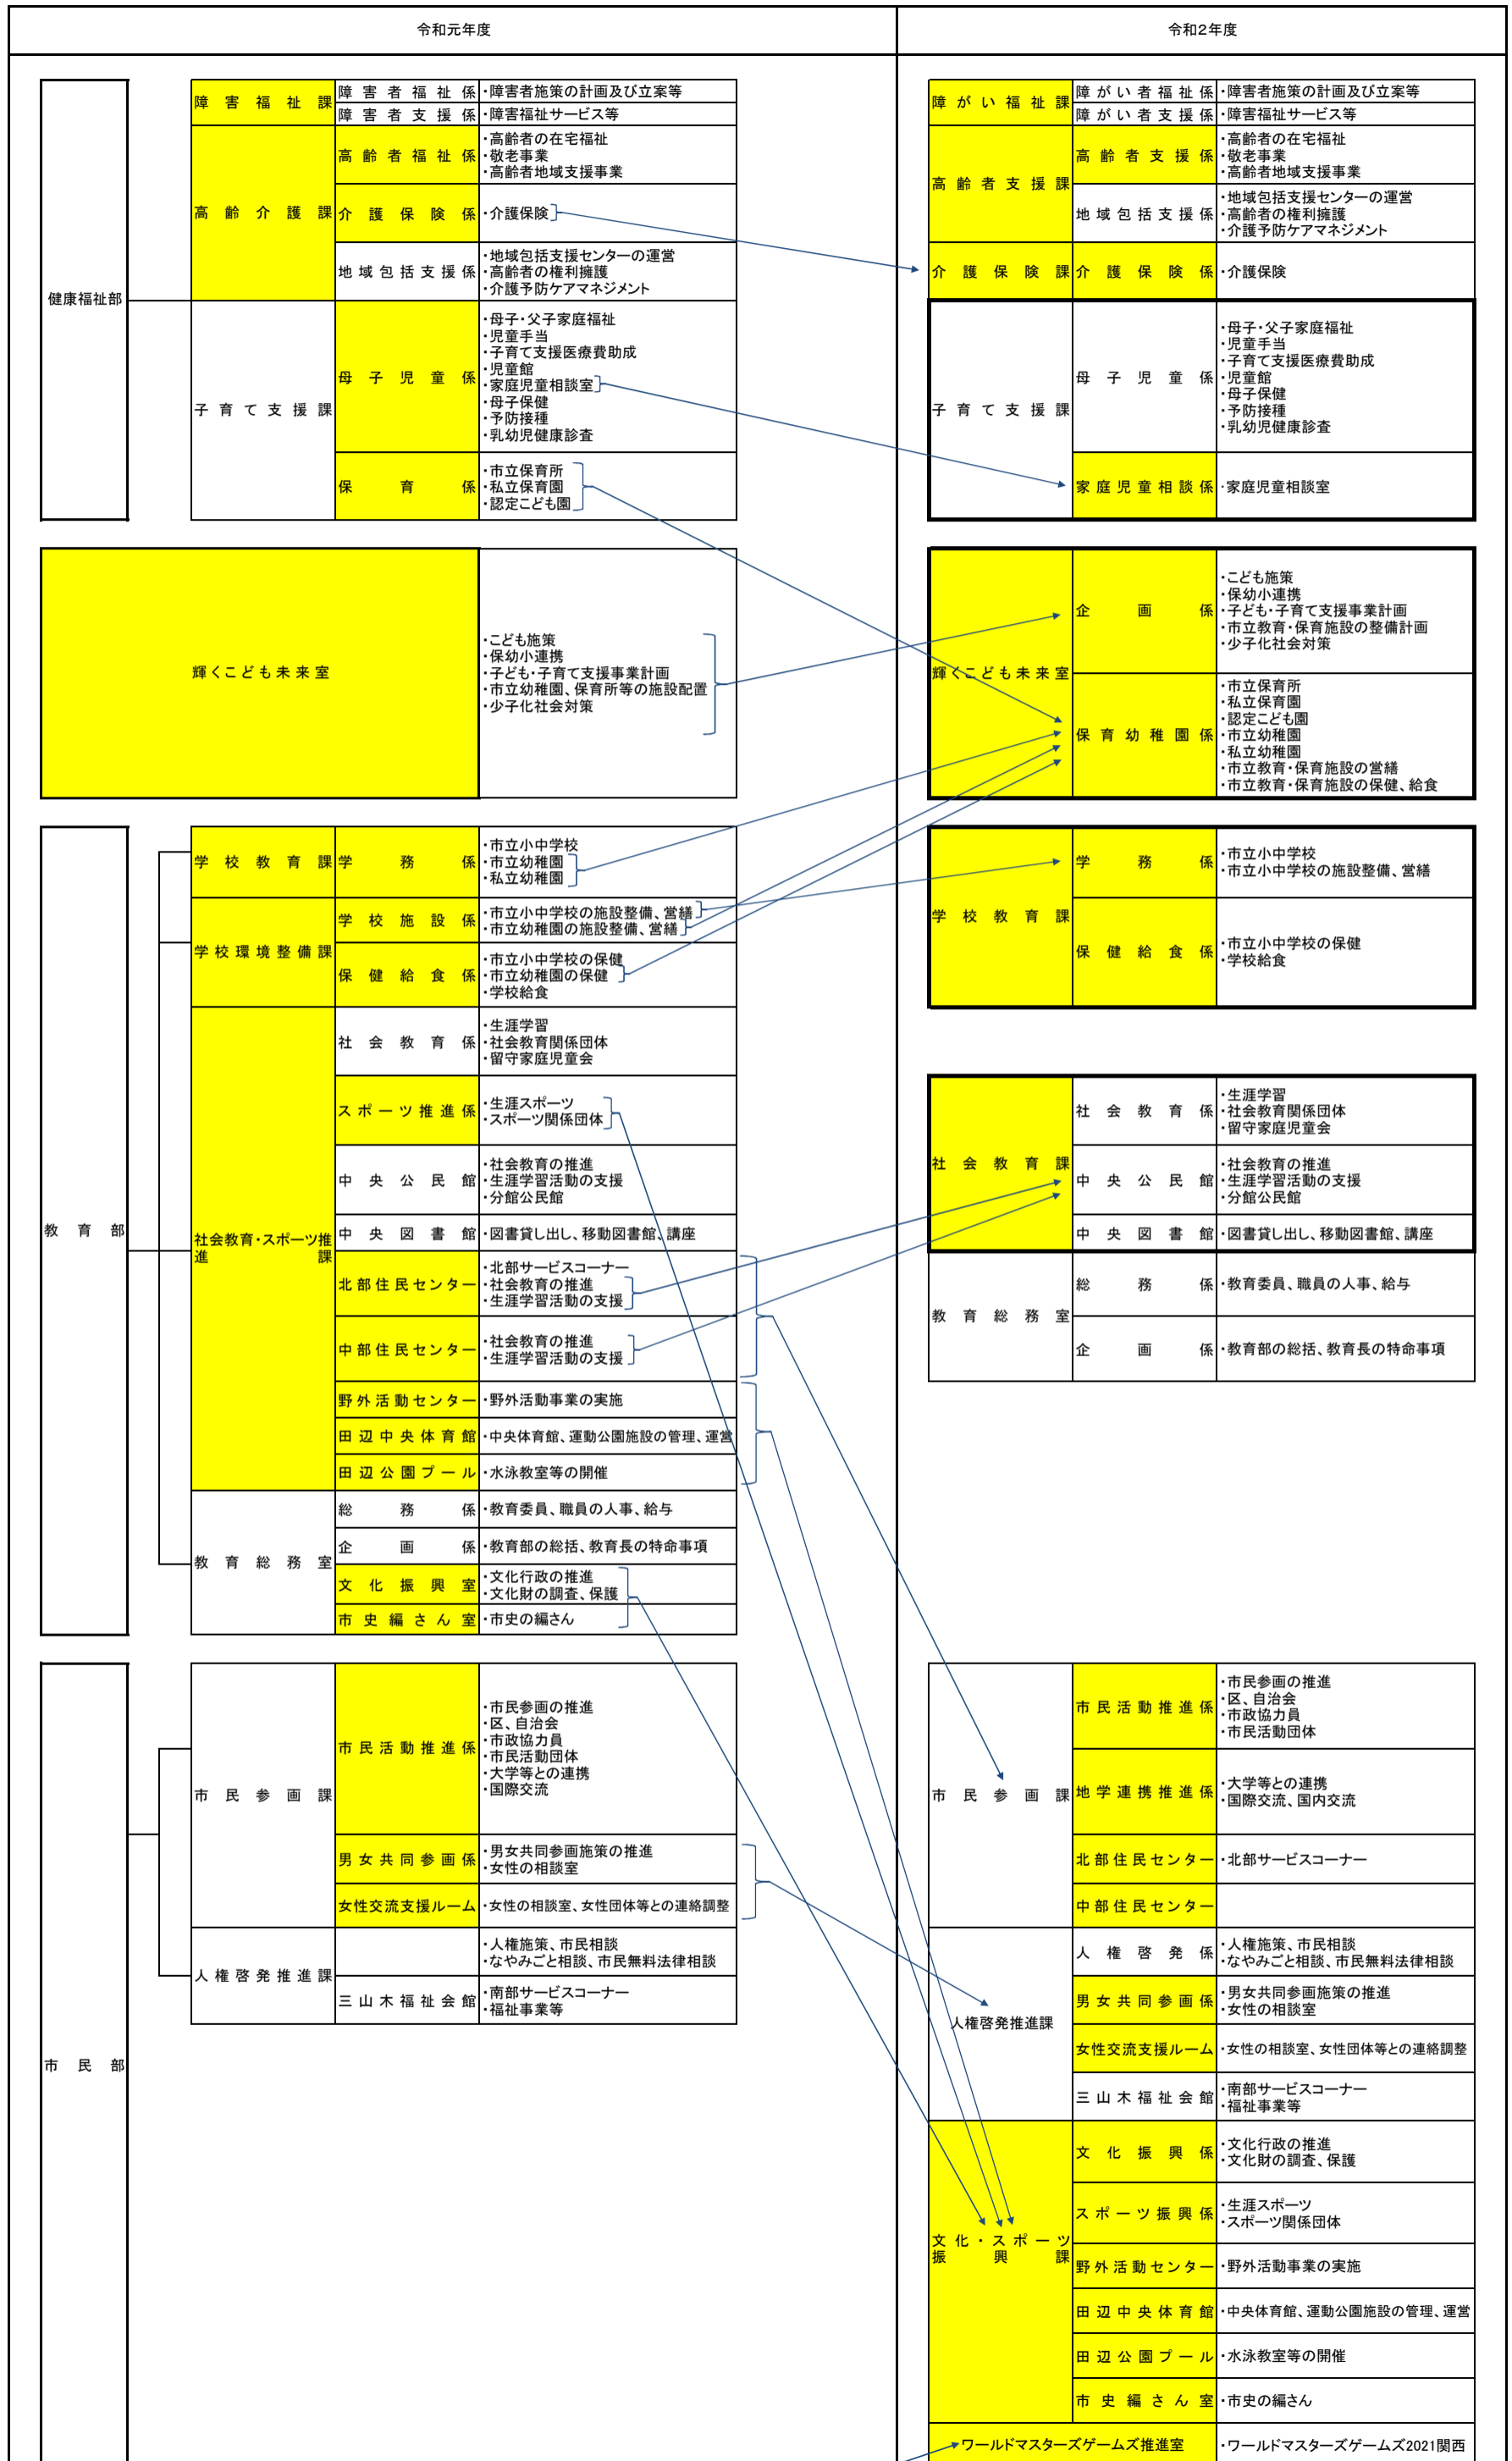 令和元年度
健康福祉部
障害福祉課
障害者福祉係
・障害者施策の計画及び立案等
障害者支援係
・障害福祉サービス等
高齢介護課
高齢者福祉係
・高齢者の在宅福祉
・敬老事業
・高齢者地域支援事業
介護保険係
・介護保険
地域包括支援係
・地域包括支援センターの運営
・高齢者の権利擁護
・介護予防ケアマネジメント
子育て支援課
母子児童係
・母子・父子家庭福祉
・児童手当
・子育て支援医療費助成
・児童館
・家庭児童相談室
・母子保健
・予防接種
・乳幼児健康診査
保育係
・市立保育所
・私立保育園
・認定こども園
輝くこども未来室
・こども施策
・保幼小連携
・子ども・子育て支援事業計画
・市立幼稚園、保育所等の施設配置
・少子化社会対策
教育部
学校教育課
学務係
・市立小中学校
・市立幼稚園
・私立幼稚園
学校環境整備課
学校施設係
・市立小中学校の施設整備、営繕
・市立幼稚園の施設整備、営繕
保健給食係
・市立小中学校の保健
・市立幼稚園の保健
・学校給食
社会教育・スポーツ推
進課
社会教育係
・生涯学習
・社会教育関係団体
・留守家庭児童会
スポーツ推進係
・生涯スポーツ
・スポーツ関係団体
中央公民館
・社会教育の推進
・生涯学習活動の支援
・分館公民館
中央図書館
・図書貸し出し、移動図書館、講座
北部住民センター
・北部サービスコーナー
・社会教育の推進
・生涯学習活動の支援
中部住民センター
・社会教育の推進
・生涯学習活動の支援
野外活動センター
・野外活動事業の実施
田辺中央体育館
・中央体育館、運動公園施設の管理、運営
田辺公園プール
・水泳教室等の開催
教育総務室
総務係
・教育委員、職員の人事、給与
企画係
・教育部の総括、教育長の特命事項
文化振興室
・文化行政の推進
・文化財の調査、保護
市史編さん室
・市史の編さん
市民部
市民参画課
市民活動推進係
・市民参画の推進
・区、自治会
・市政協力員
・市民活動団体
・大学等との連携
・国際交流
男女共同参画係
・男女共同参画施策の推進
・女性の相談室
女性交流支援ルーム
・女性の相談室、女性団体等との連絡調整
人権啓発推進課
・人権施策、市民相談
・なやみごと相談、市民無料法律相談
三山木福祉会館
・南部サービスコーナー
・福祉事業等
令和２年度
障がい福祉課
障がい者福祉係
・障害者施策の計画及び立案等
障がい者支援係
・障害福祉サービス等
高齢者支援課
高齢者支援係
・高齢者の在宅福祉
・敬老事業
・高齢者地域支援事業
地域包括支援係
・地域包括支援センターの運営
・高齢者の権利擁護
・介護予防ケアマネジメント
介護保険課
介護保険係
・介護保険
子育て支援課
母子児童係
・母子・父子家庭福祉
・児童手当
・子育て支援医療費助成
・児童館
・母子保健
・予防接種
・乳幼児健康診査
家庭児童相談係
・家庭児童相談室
輝くこども未来室
企画係
・こども施策
・保幼小連携
・子ども・子育て支援事業計画
・市立教育・保育施設の整備計画
・少子化社会対策
保育幼稚園係
・市立保育所
・私立保育園
・認定こども園
・市立幼稚園
・私立幼稚園
・市立教育・保育施設の営繕
・市立教育・保育施設の保健、給食
学校教育課
学務係
・市立小中学校
・市立小中学校の施設整備、営繕
保健給食係
・市立小中学校の保健
・学校給食
社会教育課
社会教育係
・生涯学習
・社会教育関係団体
・留守家庭児童会
中央公民館
・社会教育の推進
・生涯学習活動の支援
・分館公民館
中央図書館
・図書貸し出し、移動図書館、講座
教育総務室
総務係
・教育委員、職員の人事、給与
企画係
・教育部の総括、教育長の特命事項
市民参画課
市民活動推進係
・市民参画の推進
・区、自治会
・市政協力員
・市民活動団体
地学連携推進係
・大学等との連携
・国際交流、国内交流
北部住民センター
・北部サービスコーナー
中部住民センター
人権啓発推進課
人権啓発係
・人権施策、市民相談
・なやみごと相談、市民無料法律相談
男女共同参画係
・男女共同参画施策の推進
・女性の相談室
女性交流支援ルーム
・女性の相談室、女性団体等との連絡調整
三山木福祉会館
・南部サービスコーナー
・福祉事業等
文化・スポーツ
振興課
文化振興係
・文化行政の推進
・文化財の調査、保護
スポーツ振興係
・生涯スポーツ
・スポーツ関係団体
野外活動センター
・野外活動事業の実施
田辺中央体育館
・中央体育館、運動公園施設の管理、運営
田辺公園プール
・水泳教室等の開催
市史編さん室
・市史の編さん
ワールドマスターズゲームズ推進室
・ワールドマスターズゲームズ2021関西